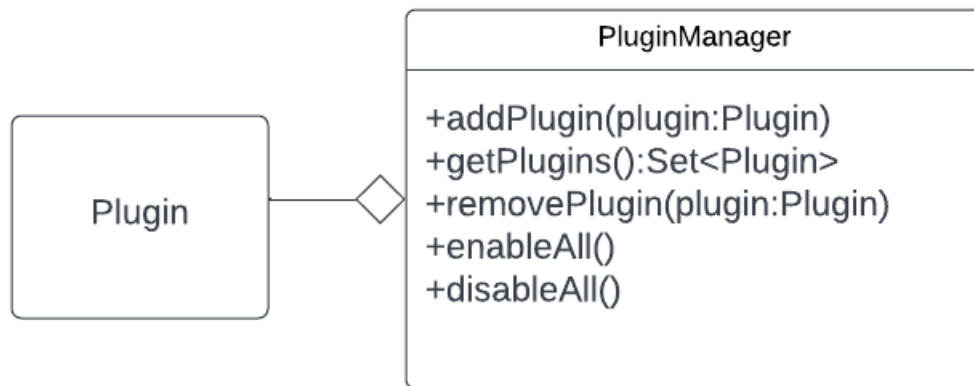 PluginManager
+addPlugin(plugin:Plugin)
+getPlugins():Set<Plugin>
+removePlugin(plugin:Plugin)
+enableAll()
+disableAll()
Plugin